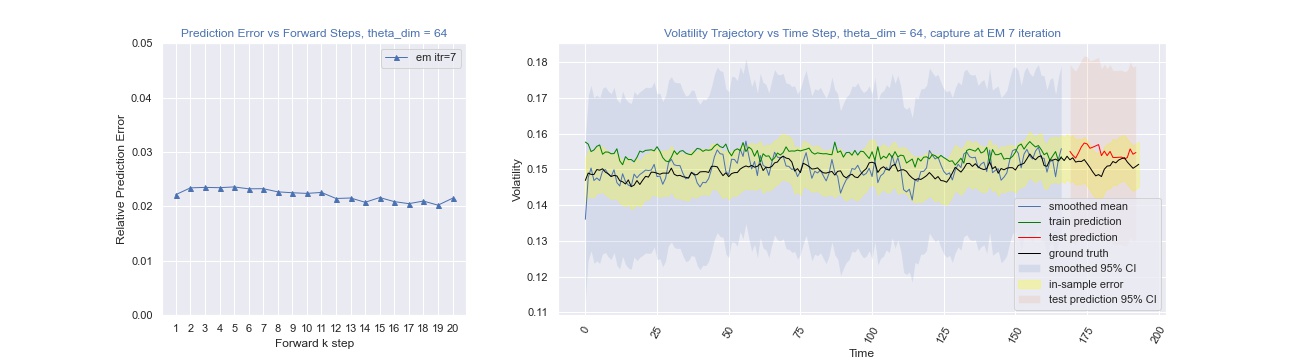 Prediction Error vs Forward Steps, theta_dim = 64
0.05
0.04
0.03
0.02
0.01
0.00
Relative Prediction Error
em itr=7
1 2 3 4 5 6 7 8 9 10 11 12 13 14 15 16 17 18 19 20
Forward k step
Volatility Trajectory vs Time Step, theta_dim = 64, capture at EM 7 iteration
0.18
0.17
0.16
0.15
0.14
0.13
0.12
0.11
Volatility
smoothed mean
train prediction
test prediction
ground truth
smoothed 95% CI
in-sample error
test prediction 95% CI
0 25 50 75 100 125 150 175 200
Time